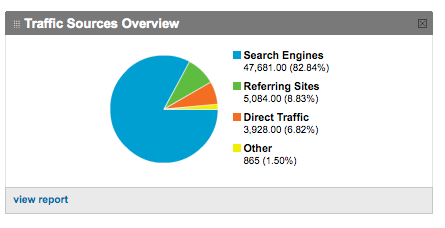 Traffic Sources Overview
Search Engines
47,681.00 (82.84%)
Referring Sites
5,084.00 (8.83%)
Direct Traffic
3,928.00 (6.82%)
Other
865 (1.50%)
view report